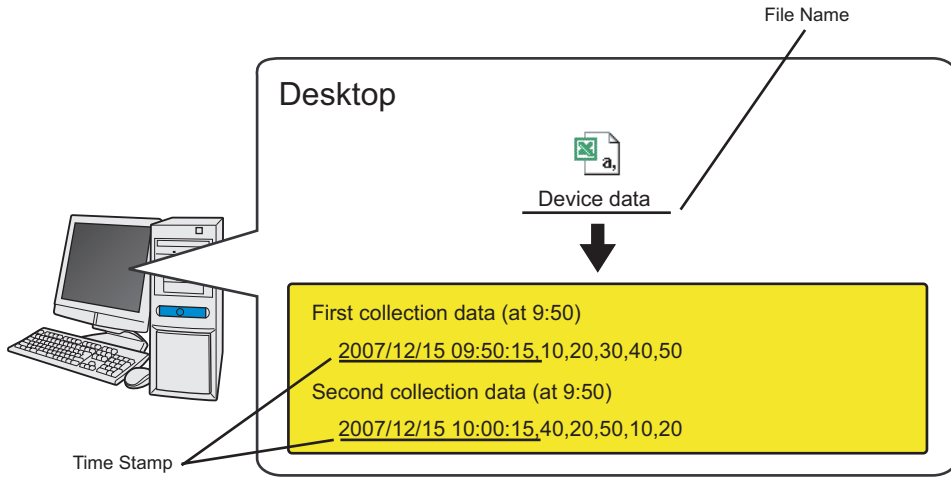 File Name
Desktop
a,
Device data
First collection data (at 9:50)
2007/12/15 09:50:15,10,20,30,40,50
Second collection data (at 9:50)
2007/12/15 10:00:15,40,20,50,10,20
Time Stamp